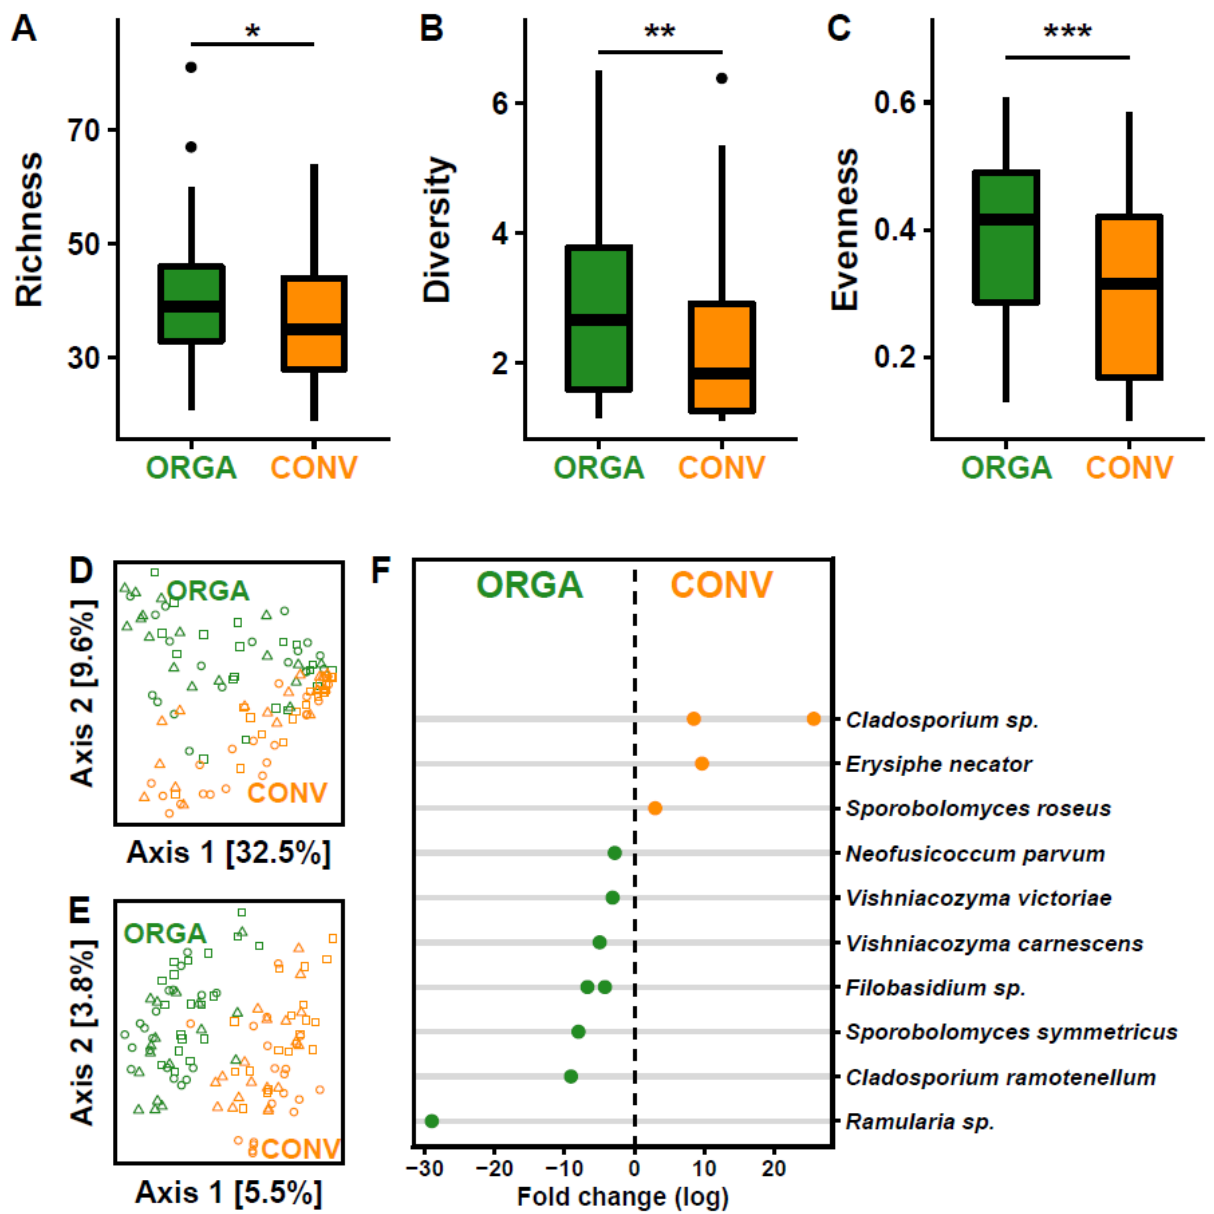 A
*
Richness
70
50
30
ORGA CONV
B
**
Diversity
6
4
2
ORGA CONV
C
***
Evenness
0.6
0.4
0.2
ORGA CONV
D
ORGA
CONV
Axis 2 [9.6%]
Axis 1 [32.5%]
E
ORGA
CONV
Axis 2 [3.8%]
Axis 1 [5.5%]
F
ORGA CONV
Cladosporium sp.
Erysiphe necator
Sporobolomyces roseus
Neofusicoccum parvum
Vishniacozyma victoriae
Vishniacozyma carnescens
Filobasidium sp.
Sporobolomyces symmetricus
Cladosporium ramotenellum
Ramularia sp.
−30 −20 −10 0 10 20
Fold change (log)